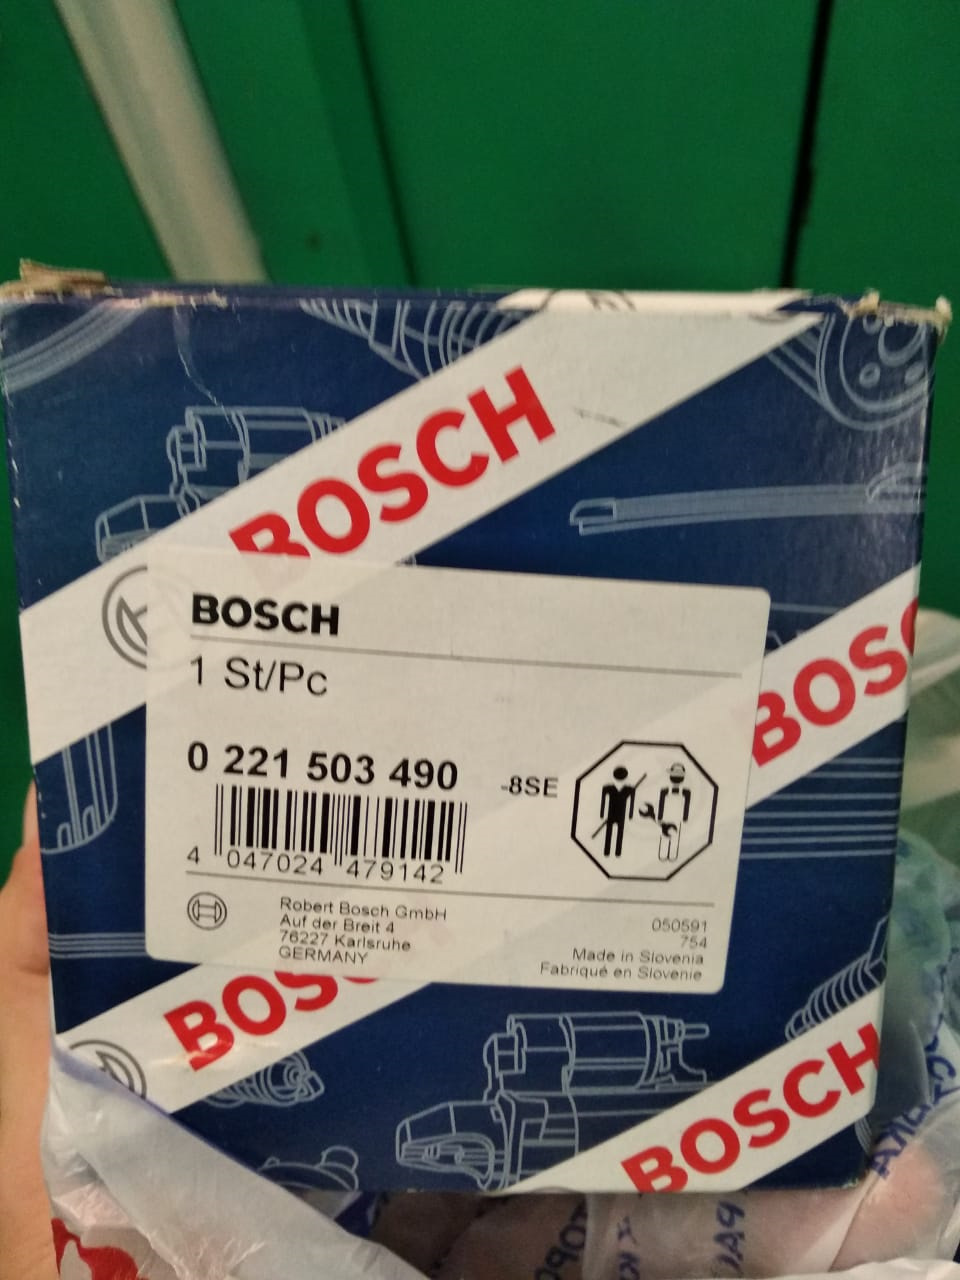 BOSCH
BOSCH
1 St/Pc
BOSC
0 221 503 490
-8SE
4 047024 479142
Robert Bosch GmbH
Auf der Breit 4
76227 Karlsruhe
GERMANY
050591
754
Made in Slovenia
Fabriqué en Slovenie
BOSC
BOSCH